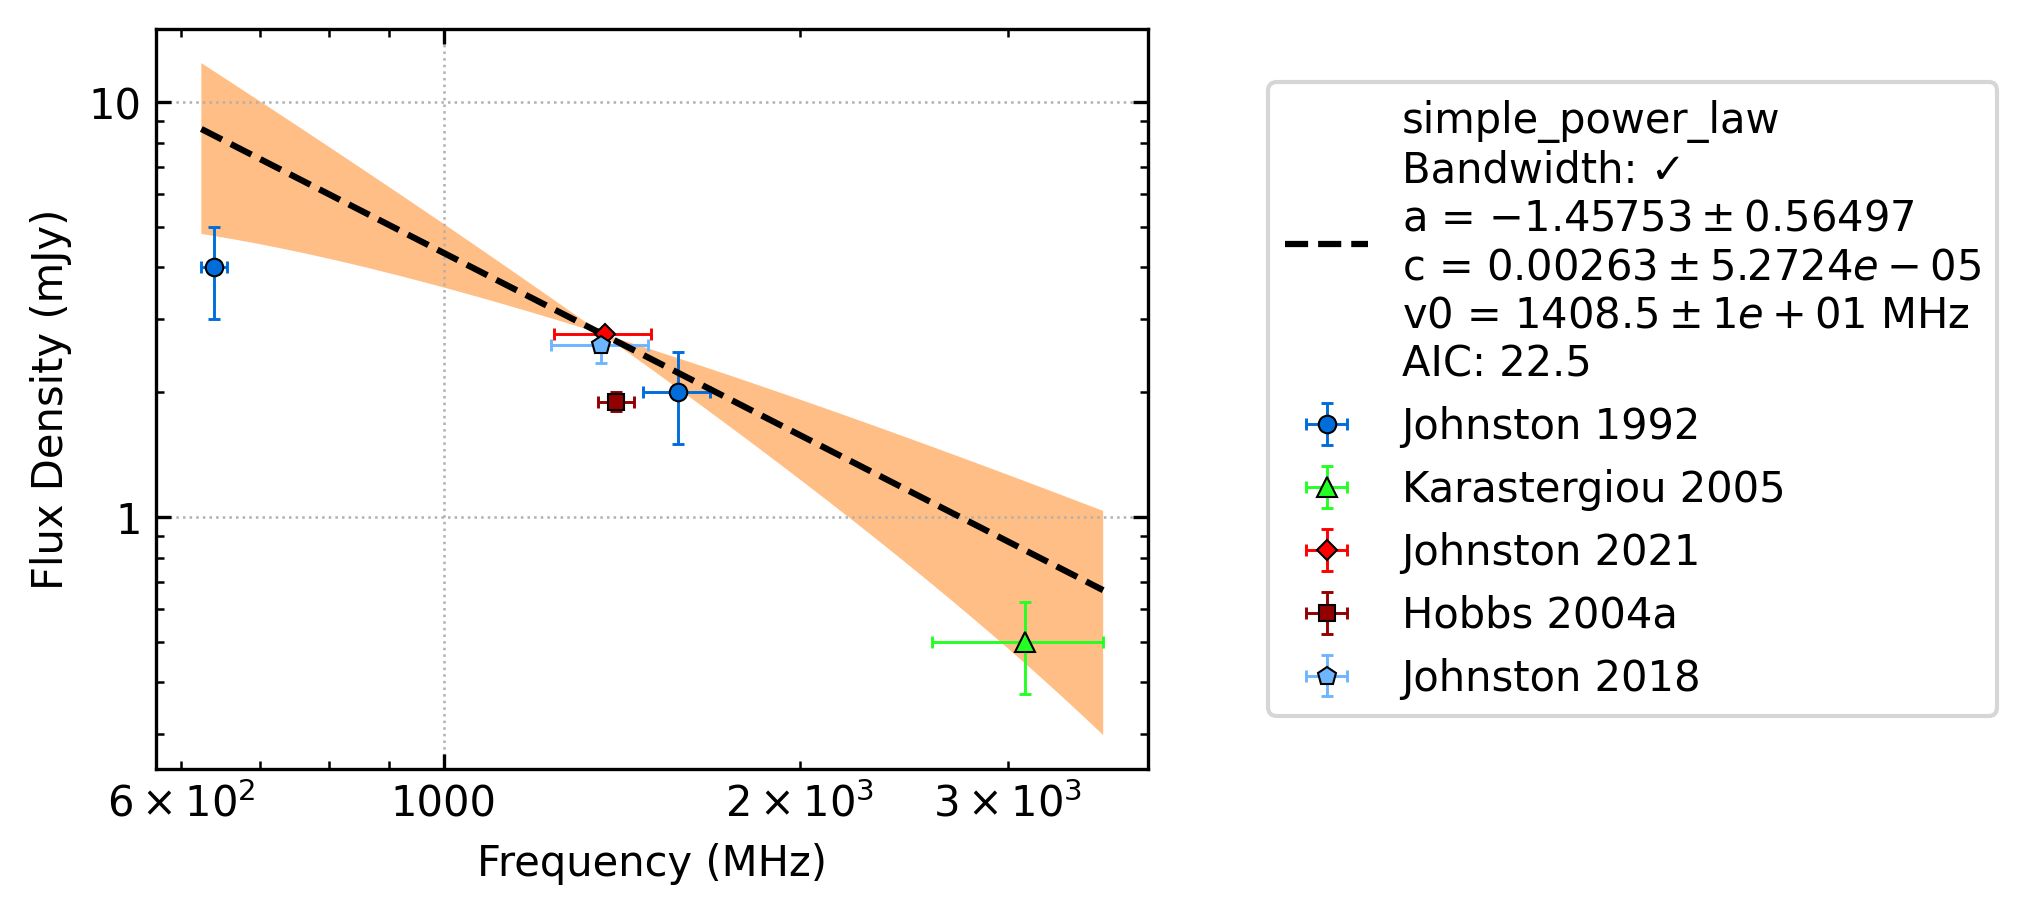 10
1
6 × 10²
1000
2 × 10³
3 × 10³
Frequency (MHz)
Flux Density (mJy)
simple_power_law
Bandwidth: ✓
a = −1.45753 ± 0.56497
c = 0.00263 ± 5.2724e − 05
v0 = 1408.5 ± 1e + 01 MHz
AIC: 22.5
Johnston 1992
Karastergiou 2005
Johnston 2021
Hobbs 2004a
Johnston 2018